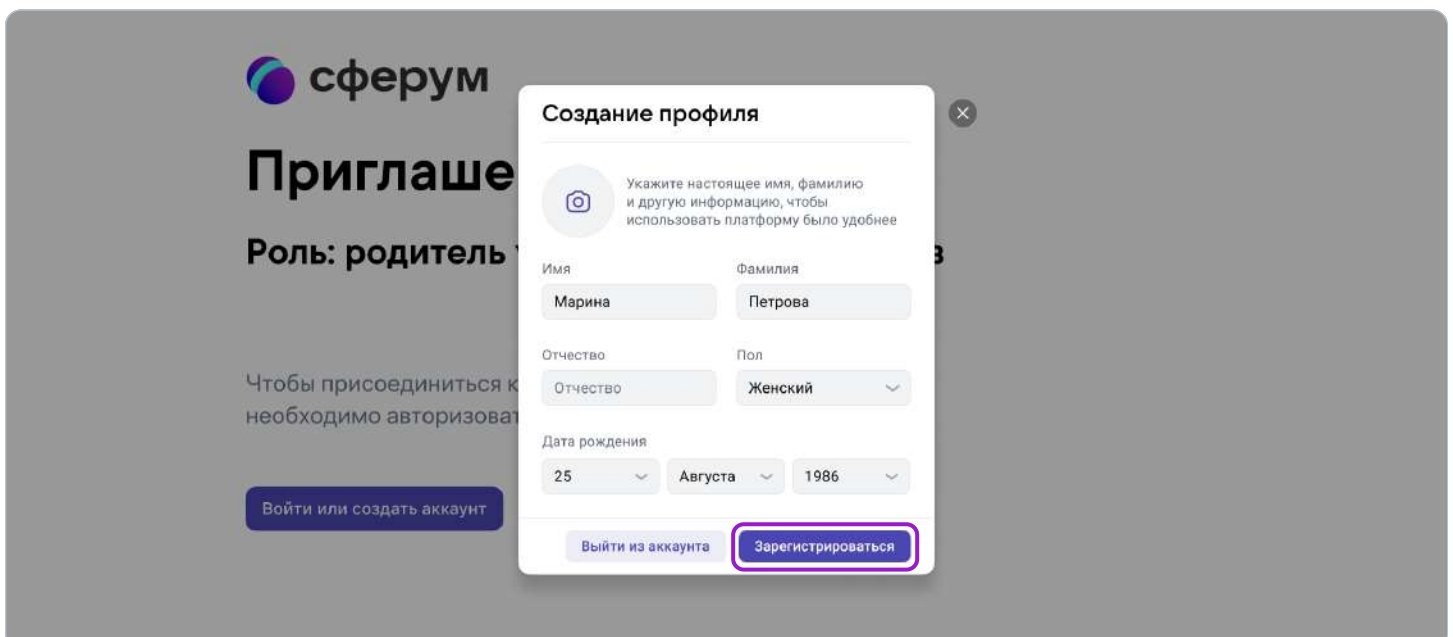 сферум
Приглаше
Роль: родитель
Чтобы присоединиться к
необходимо авторизоват
Войти или создать аккаунт
Создание профиля
Укажите настоящее имя, фамилию
и другую информацию, чтобы
использовать платформу было удобнее
Имя
Фамилия
Марина
Петрова
Отчество
Пол
Отчество
Женский
Дата рождения
25
Августа
1986
Выйти из аккаунта
Зарегистрироваться